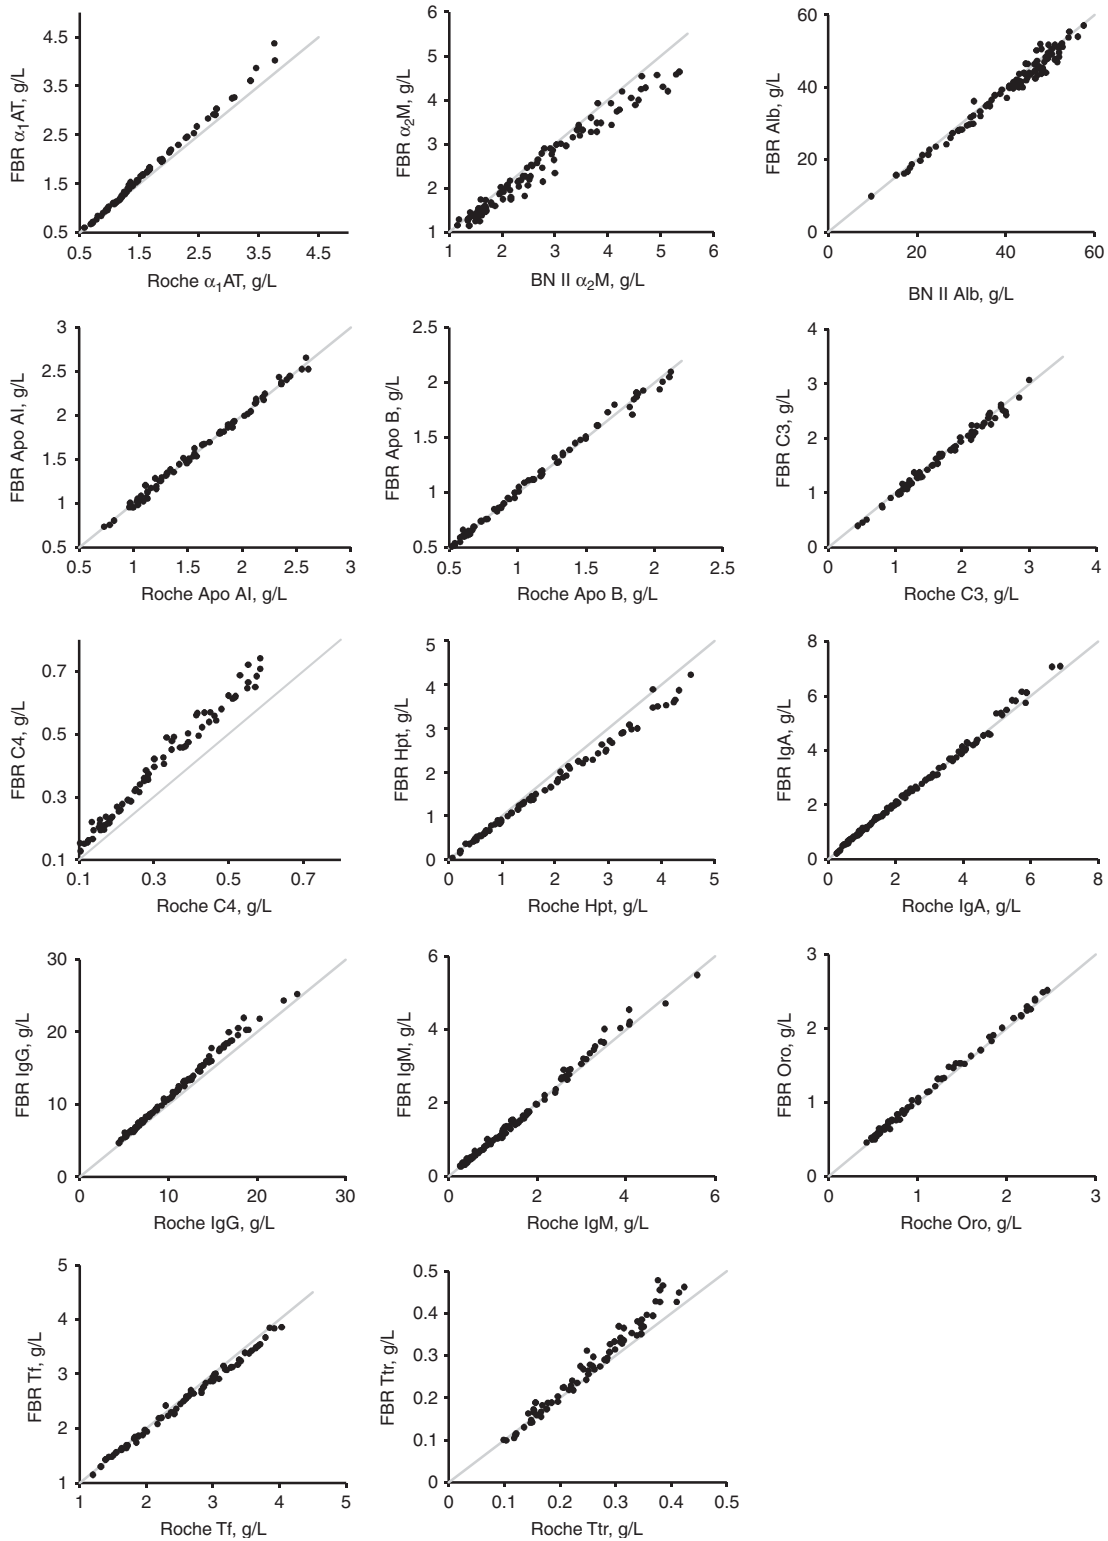 4.5
3.5
2.5
1.5
0.5
FBR α1AT, g/L
0.5 1.5 2.5 3.5 4.5
Roche α1AT, g/L
6
5
4
3
2
1
FBR α2M, g/L
1 2 3 4 5 6
BN II α2M, g/L
60
40
20
0
FBR Alb, g/L
0 20 40 60
BN II Alb, g/L
3
2.5
2
1.5
1
0.5
FBR Apo AI, g/L
0.5 1 1.5 2 2.5 3
Roche Apo AI, g/L
2.5
2
1.5
1
0.5
FBR Apo B, g/L
0.5 1 1.5 2 2.5
Roche Apo B, g/L
4
3
2
1
0
FBR C3, g/L
0 1 2 3 4
Roche C3, g/L
0.7
0.5
0.3
0.1
FBR C4, g/L
0.1 0.3 0.5 0.7
Roche C4, g/L
5
4
3
2
1
0
FBR Hpt, g/L
0 1 2 3 4 5
Roche Hpt, g/L
8
6
4
2
0
FBR IgA, g/L
0 2 4 6 8
Roche IgA, g/L
30
20
10
0
FBR IgG, g/L
0 10 20 30
Roche IgG, g/L
6
4
2
0
FBR IgM, g/L
0 2 4 6
Roche IgM, g/L
3
2
1
0
FBR Oro, g/L
0 1 2 3
Roche Oro, g/L
5
4
3
2
1
FBR Tf, g/L
1 2 3 4 5
Roche Tf, g/L
0.5
0.4
0.3
0.2
0.1
0
FBR Ttr, g/L
0 0.1 0.2 0.3 0.4 0.5
Roche Ttr, g/L